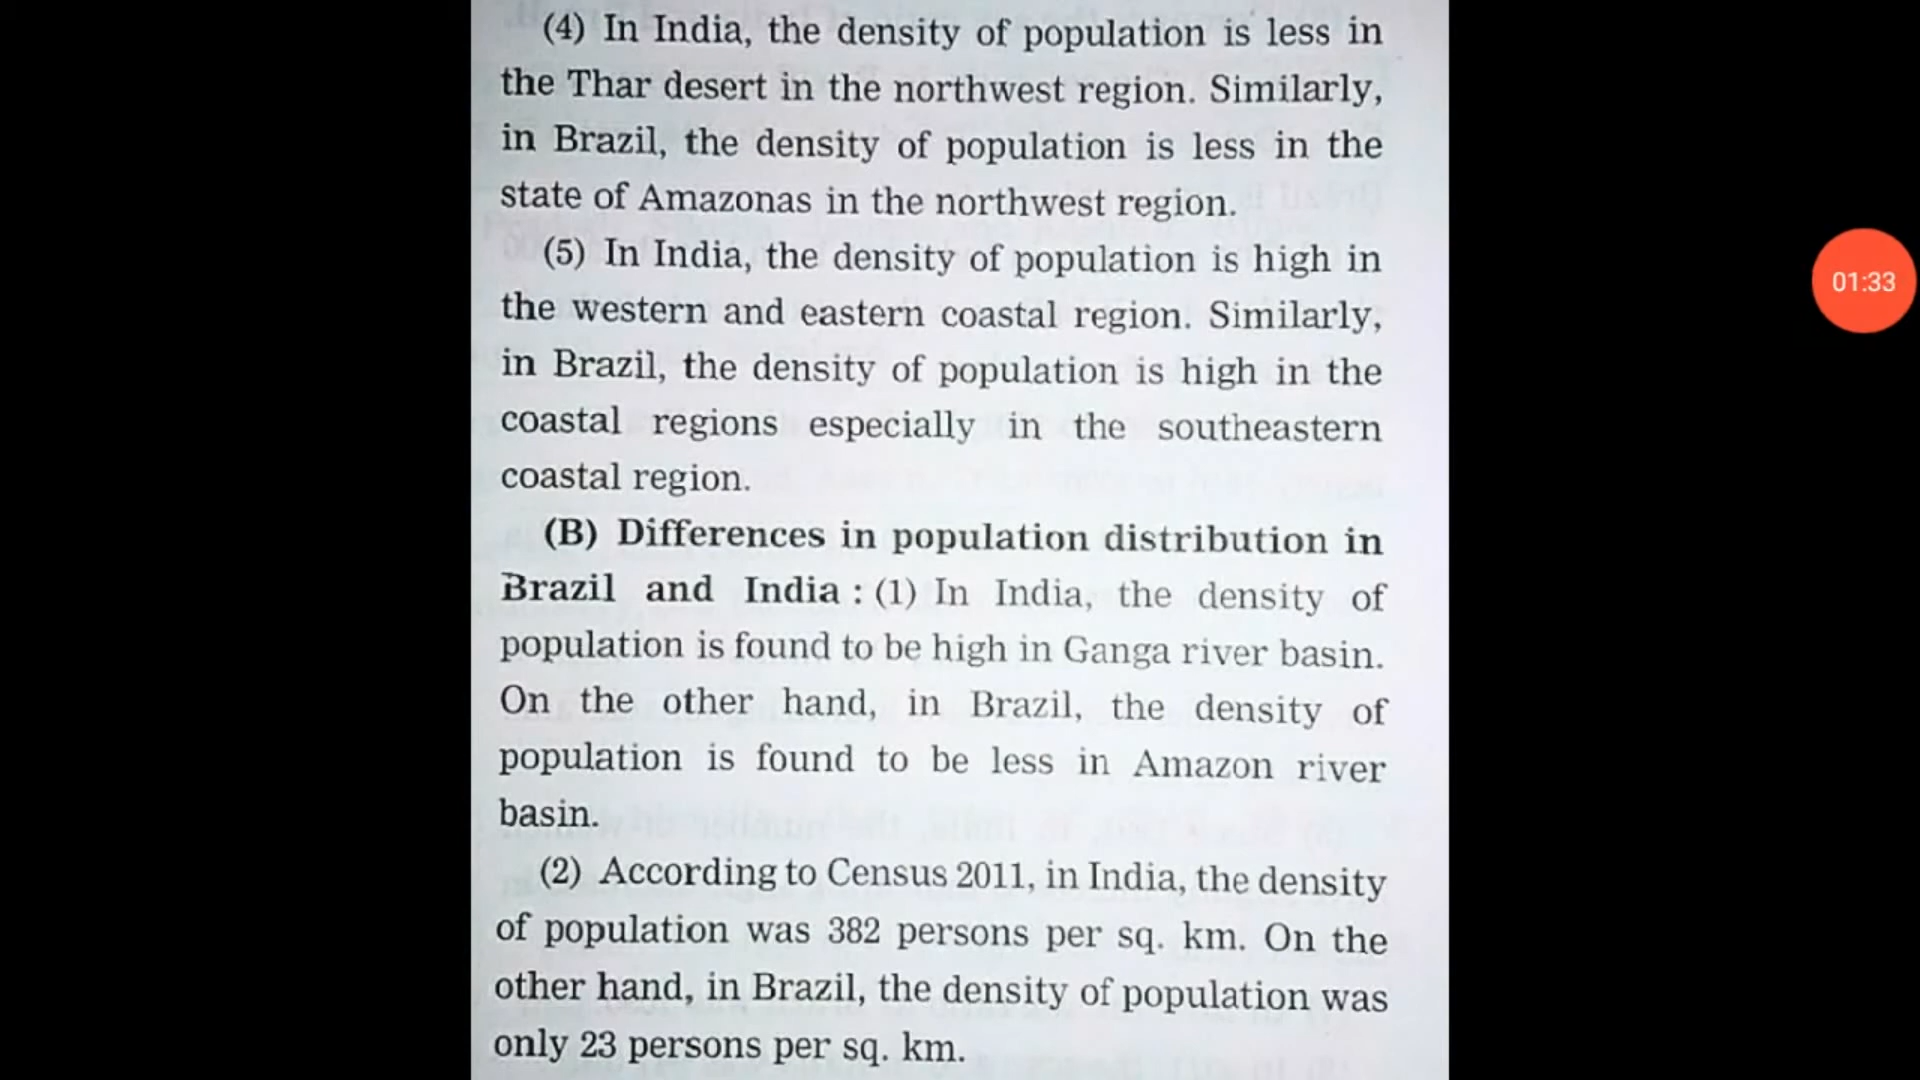 (4) In India, the density of population is less in
the Thar desert in the northwest region. Similarly,
in Brazil, the density of population is less in the
state of Amazonas in the northwest region.
(5) In India, the density of population is high in
the western and eastern coastal region. Similarly,
in Brazil, the density of population is high in the
coastal regions especially in the southeastern
coastal region.
(B) Differences in population distribution in
Brazil and India : (1) In India, the density of
population is found to be high in Ganga river basin.
On the other hand, in Brazil, the density of
population is found to be less in Amazon river
basin.
(2) According to Census 2011, in India, the density
of population was 382 persons per sq. km. On the
other hand, in Brazil, the density of population was
only 23 persons per sq. km.
01:33